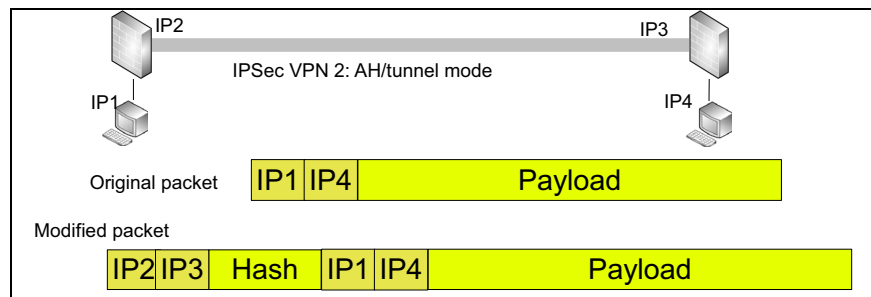 IP2
IP3
IPSec VPN 2: AH/tunnel mode
IP1
IP4
Original packet
IP1 IP4 Payload
Modified packet
IP2 IP3 Hash IP1 IP4 Payload